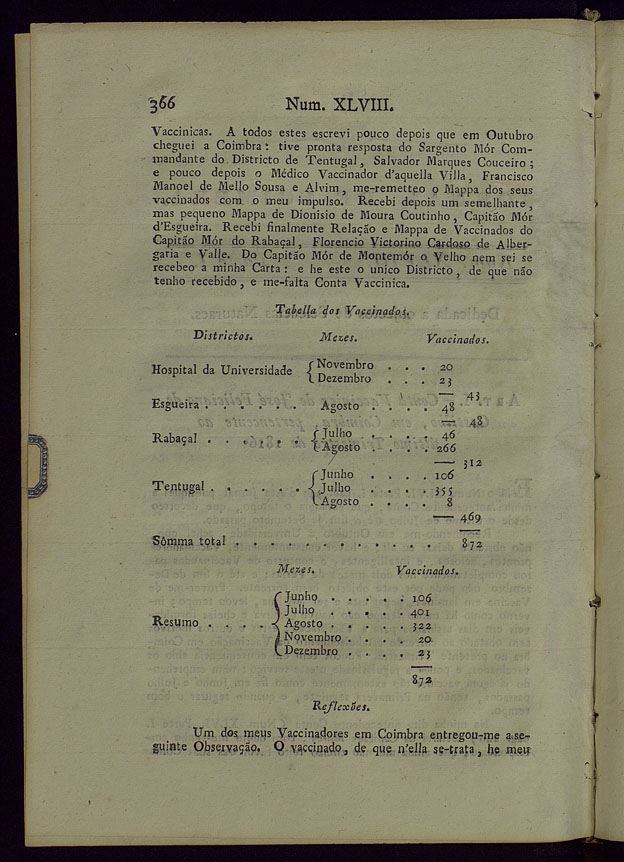 366 Num. XLVIII.
Vaccinicas. A todos estes escrevi pouco depois que em Outubro
cheguei a Coimbra: tive pronta resposta do Sargento Mór Com-
mandante do Districto de Tentugal, Salvador Marques Couceiro;
e pouco depois o Médico Vaccinador d'aquella Villa, Francisco
Manoel de Mello Sousa e Alvim, me-remetteo o Mappa dos seus
vaccinados com o meu impulso. Recebi depois um semelhante,
mas pequeno Mappa de Dionisio de Moura Coutinho, Capitão Mór
d'Esgueira. Recebi finalmente Relação e Mappa de Vaccinados do
Capitão Mór do Rabaçal, Florencio Victorino Cardoso de Alber-
garia e Valle. Do Capitão Mór de Montemór o Velho nem sei se
recebeo a minha Carta: e he este o unico Districto, de que não
tenho recebido, e me-falta Conta Vaccinica.
Tabella dos Vaccinados.
Districtos. Mezes. Vaccinados.
Hospital da Universidade { Novembro . . . 20
Dezembro . . . 23
— 43
Esgueira . . . . . . . Agosto . . . . 48
— 48
Rabaçal . . . . . . { Julho . . . . 46
Agosto . . . . 266
— 312
Tentugal . . . . . . { Junho . . . . 106
Julho . . . . 355
Agosto . . . . 8
— 469
Sômma total . . . . . . . . . . . . 872
Mezes. Vaccinados.
Resumo . . . . { Junho . . . . . 106
Julho . . . . . 401
Agosto . . . . . 322
Novembro . . . . 20
Dezembro . . . . 23
—
872
Reflexões.
Um dos meus Vaccinadores em Coimbra entregou-me a se-
guinte Observação. O vaccinado, de que n'ella se-trata, he meu